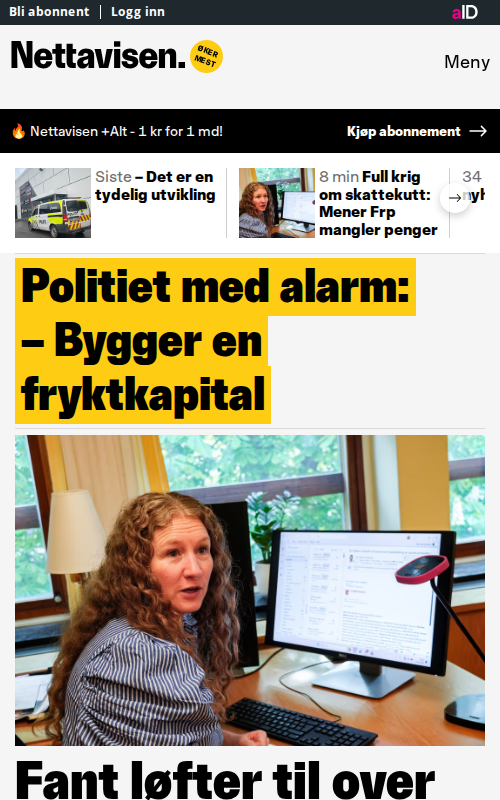 Bli abonnent
Logg inn
aID
Nettavisen.
ØKER
MEST
Meny
🔥 Nettavisen +Alt - 1 kr for 1 md!
Kjøp abonnement →
Siste – Det er en
tydelig utvikling
8 min Full krig
om skattekutt:
Mener Frp
mangler penger
34
Politiet med alarm:
– Bygger en
fryktkapital
Fant løfter til over